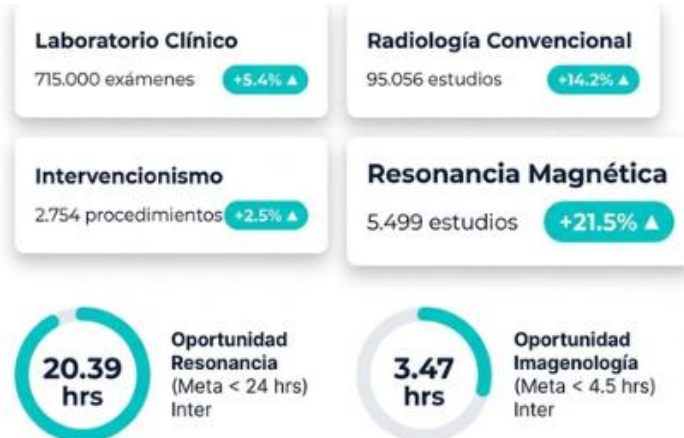 Laboratorio Clínico
715.000 exámenes +5.4% ▲
Radiología Convencional
95.056 estudios +14.2% ▲
Intervencionismo
2.754 procedimientos +2.5% ▲
Resonancia Magnética
5.499 estudios +21.5% ▲
20.39
hrs
Oportunidad
Resonancia
(Meta < 24 hrs)
Inter
3.47
hrs
Oportunidad
Imagenología
(Meta < 4.5 hrs)
Inter